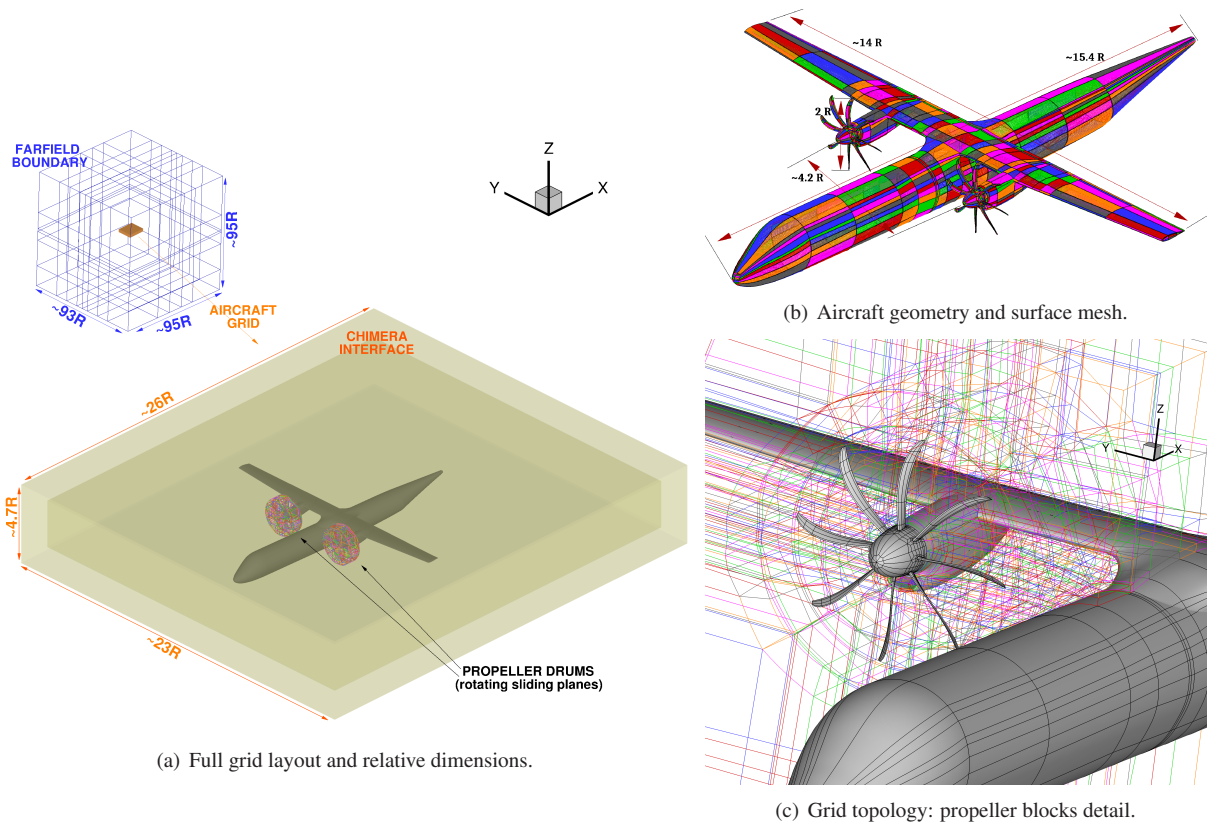 FARFIELD
BOUNDARY
~95R
~93R
~95R
Z
Y
X
AIRCRAFT
GRID
CHIMERA
INTERFACE
~26R
~4.7R
~23R
PROPELLER DRUMS
(rotating sliding planes)
(a) Full grid layout and relative dimensions.
~14 R
~15.4 R
2 R
~4.2 R
(b) Aircraft geometry and surface mesh.
Z
Y
X
(c) Grid topology: propeller blocks detail.